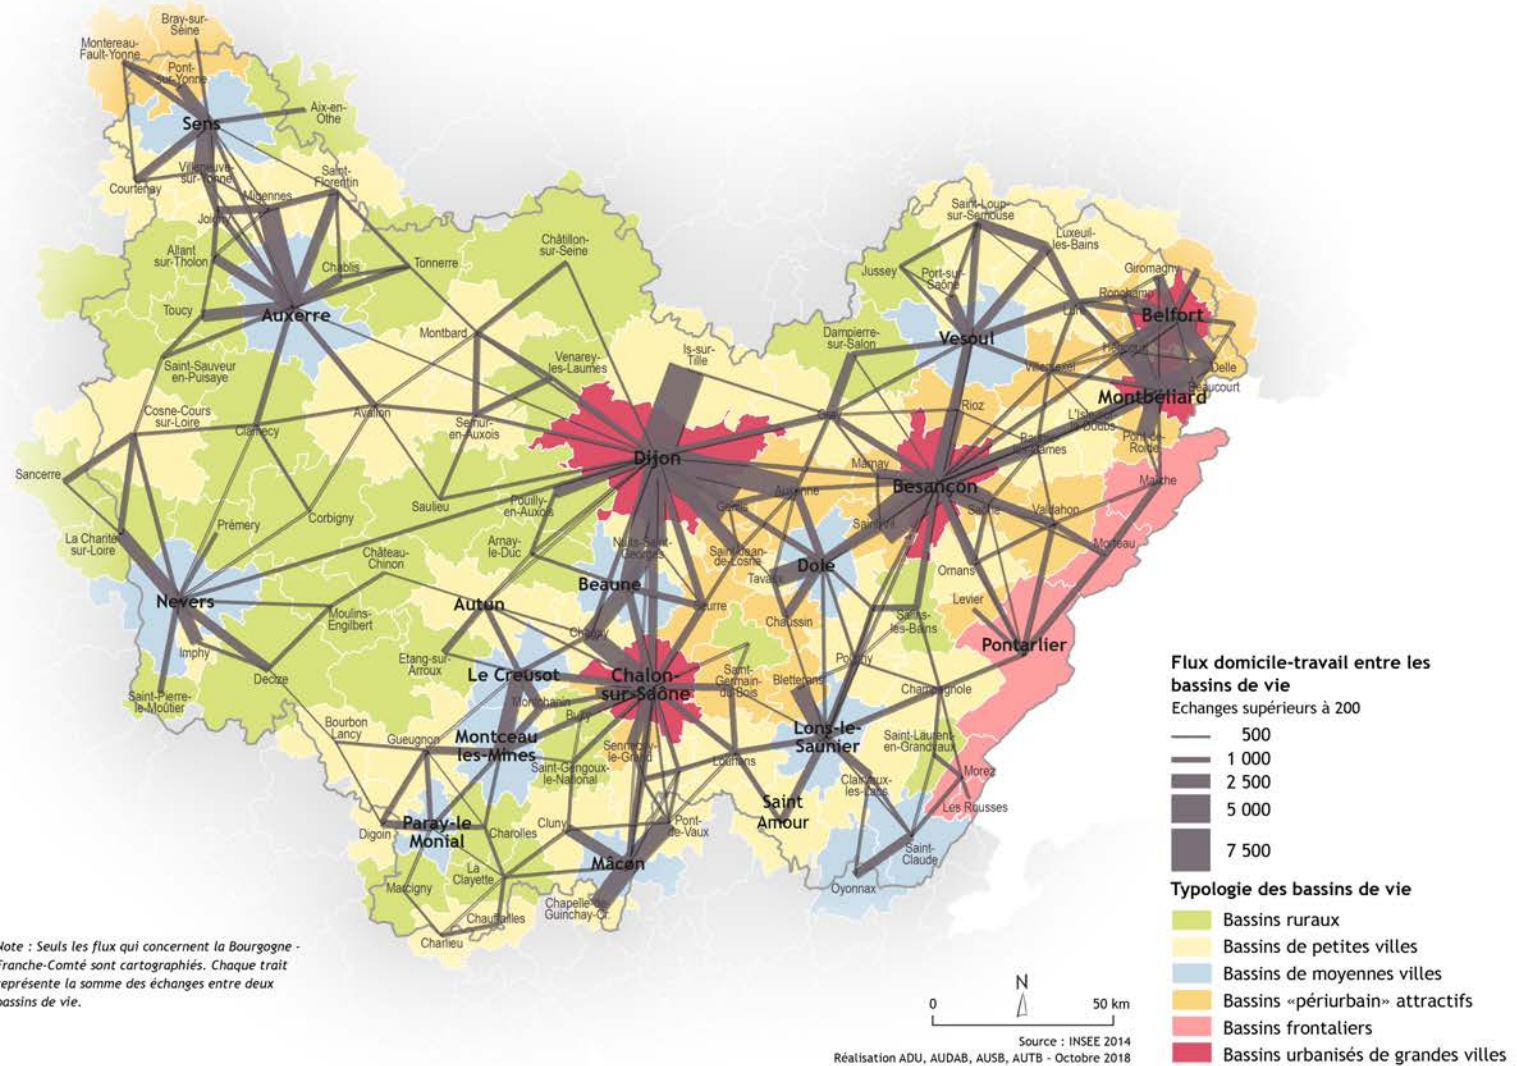 Bray-sur-
Seine
Montereau-
Fault-Yonne
Pont-
sur-Yonne
Aix-en-
Othe
Sens
Villeneuve-
sur-Yonne
Saint-
Florentin
Courtenay
Migennes
Joigny
Allant
sur-Tholon
Chablis
Tonnerre
Châtillon-
sur-Seine
Toucy
Auxerre
Montbard
Saint-Sauveur
en-Puisaye
Venarey-
les-Laumes
Is-sur-
Tille
Cosne-Cours
sur-Loire
Avallon
Semur-
en-Auxois
Clamecy
Dijon
Sancerre
Saulieu
Pouilly-
en-Auxois
Corbigny
Prémery
La Charité
sur-Loire
Château-
Chinon
Arnay-
le-Duc
Nuits-Saint-
Georges
Genlis
Auxonne
Saint-Jean-
de-Losne
Nevers
Moulins-
Engilbert
Autun
Beaune
Seurre
Tavaux
Dole
Chaussin
Imphy
Decize
Saint-Pierre-
le-Moûtier
Chagny
Etang-sur-
Arroux
Le Creusot
Chalon-
sur-Saône
Montchanin
Buxy
Saint-
Germain-
du-Bois
Bletterans
Poligny
Bourbon
Lancy
Gueugnon
Montceau
les-Mines
Sennecey-
le-Grand
Saint-Gengoux-
le-National
Louhans
Lons-le-
Saunier
Saint
Amour
Digoin
Paray-le
Monial
Charolles
Cluny
Pont-
de-Vaux
Mâcon
La
Clayette
Marcigny
Chauffailles
Charlieu
Chapelle-de-
Guinchay-Cr.
Saint-Loup-
sur-Semouse
Luxeuil-
les-Bains
Jussey
Port-sur-
Saône
Giromagny
Ronchamp
Lure
Belfort
Dampierre-
sur-Salon
Vesoul
Héricourt
Villersexel
Delle
Beaucourt
Montbéliard
Gray
Rioz
L'Isle-sur-
le-Doubs
Baume-
les-Dames
Pont-de-
Roide
Marnay
Besançon
Maîche
Saint-Vit
Saône
Valdahon
Morteau
Ornans
Levier
Salins-
les-Bains
Pontarlier
Champagnole
Saint-Laurent-
en-Grandvaux
Clairvaux-
les-Lacs
Morez
Les Rousses
Saint-
Claude
Oyonnax
Flux domicile-travail entre les
bassins de vie
Echanges supérieurs à 200
500
1 000
2 500
5 000
7 500
Typologie des bassins de vie
Bassins ruraux
Bassins de petites villes
Bassins de moyennes villes
Bassins «périurbain» attractifs
Bassins frontaliers
Bassins urbanisés de grandes villes
Note : Seuls les flux qui concernent la Bourgogne -
Franche-Comté sont cartographiés. Chaque trait
représente la somme des échanges entre deux
bassins de vie.
N
0 50 km
Source : INSEE 2014
Réalisation ADU, AUDAB, AUSB, AUTB - Octobre 2018